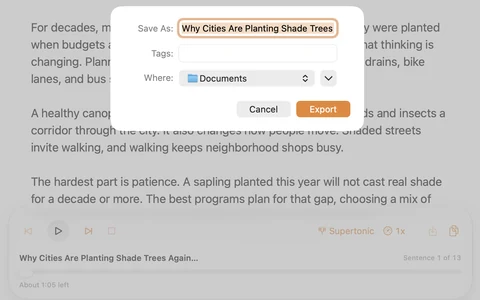 For decades, m
y were planted
when budgets a
hat thinking is
changing. Plann
drains, bike
lanes, and bus s
Save As: Why Cities Are Planting Shade Trees
Tags:
Where: Documents
Cancel Export
A healthy canop
ds and insects a
corridor through the city. It also changes how people move. Shaded streets
invite walking, and walking keeps neighborhood shops busy.
The hardest part is patience. A sapling planted this year will not cast real shade
for a decade or more. The best programs plan for that gap, choosing a mix of
Supertonic 1x
Why Cities Are Planting Shade Trees Again... Sentence 1 of 13
About 1:05 left